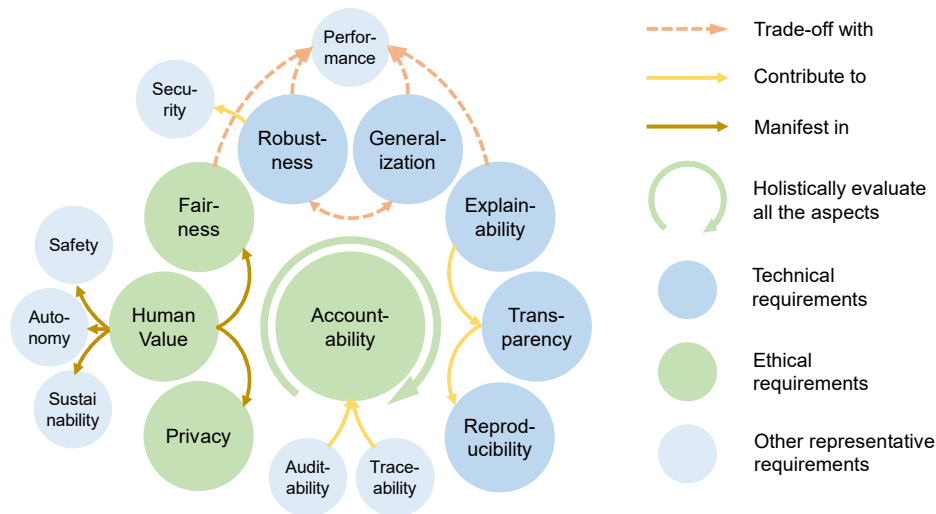 Perfor-
mance
Secu-
rity
Robust-
ness
General-
ization
Fair-
ness
Explain-
ability
Safety
Auto-
nomy
Sustai
nability
Human
Value
Account-
ability
Trans-
parency
Privacy
Reprod-
ucibility
Audit-
ability
Trace-
ability
Trade-off with
Contribute to
Manifest in
Holistically evaluate
all the aspects
Technical
requirements
Ethical
requirements
Other representative
requirements